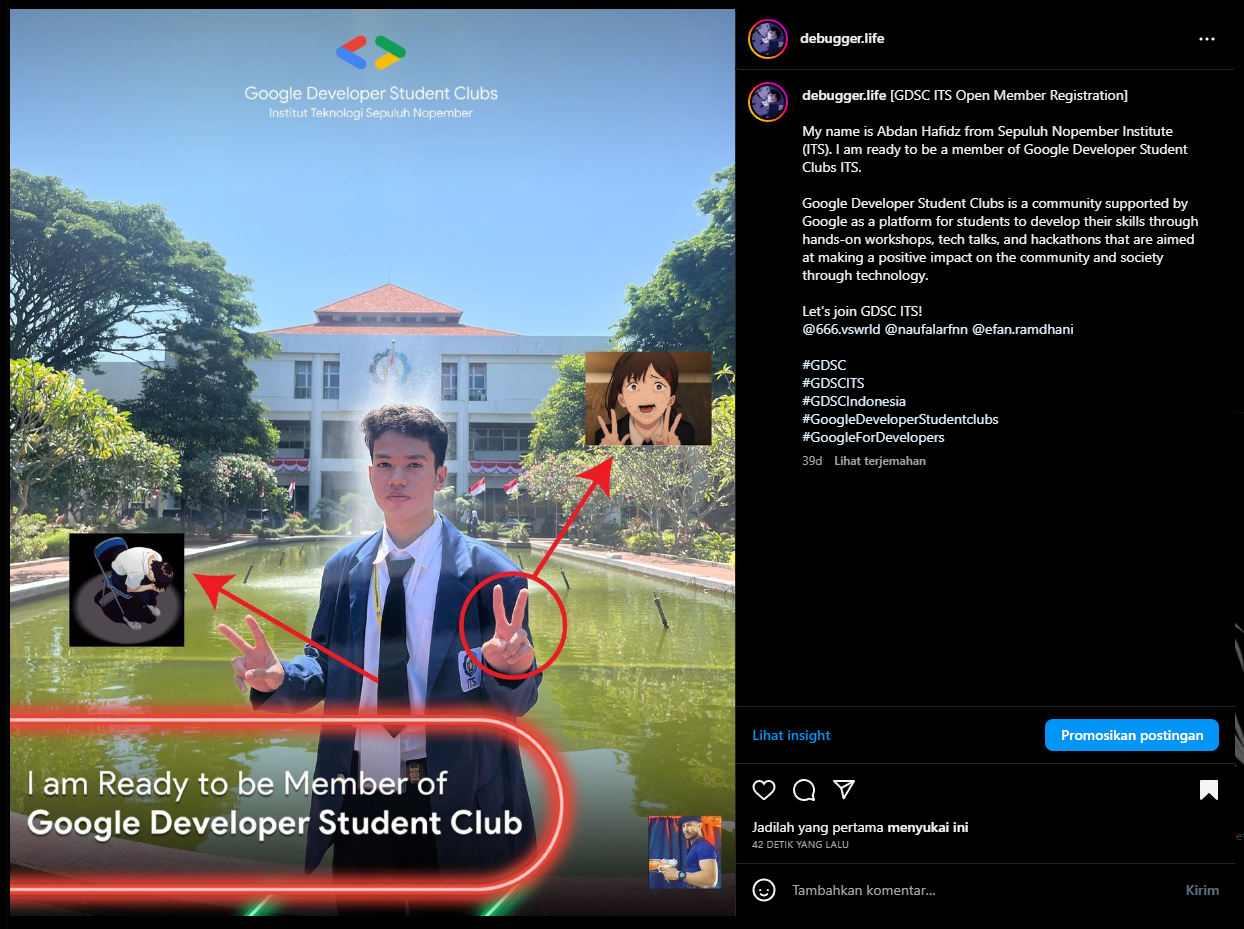 Google Developer Student Clubs
Institut Teknologi Sepuluh Nopember
ITS
I am Ready to be Member of
Google Developer Student Club
debugger.life
debugger.life [GDSC ITS Open Member Registration]
My name is Abdan Hafidz from Sepuluh Nopember Institute
(ITS). I am ready to be a member of Google Developer Student
Clubs ITS.
Google Developer Student Clubs is a community supported by
Google as a platform for students to develop their skills through
hands-on workshops, tech talks, and hackathons that are aimed
at making a positive impact on the community and society
through technology.
Let's join GDSC ITS!
@666.vswrld @naufalarfnn @efan.ramdhani
#GDSC
#GDSCITS
#GDSCIndonesia
#GoogleDeveloperStudentclubs
#GoogleForDevelopers
39d Lihat terjemahan
Lihat insight
Promosikan postingan
Jadilah yang pertama menyukai ini
42 DETIK YANG LALU
Tambahkan komentar...
Kirim